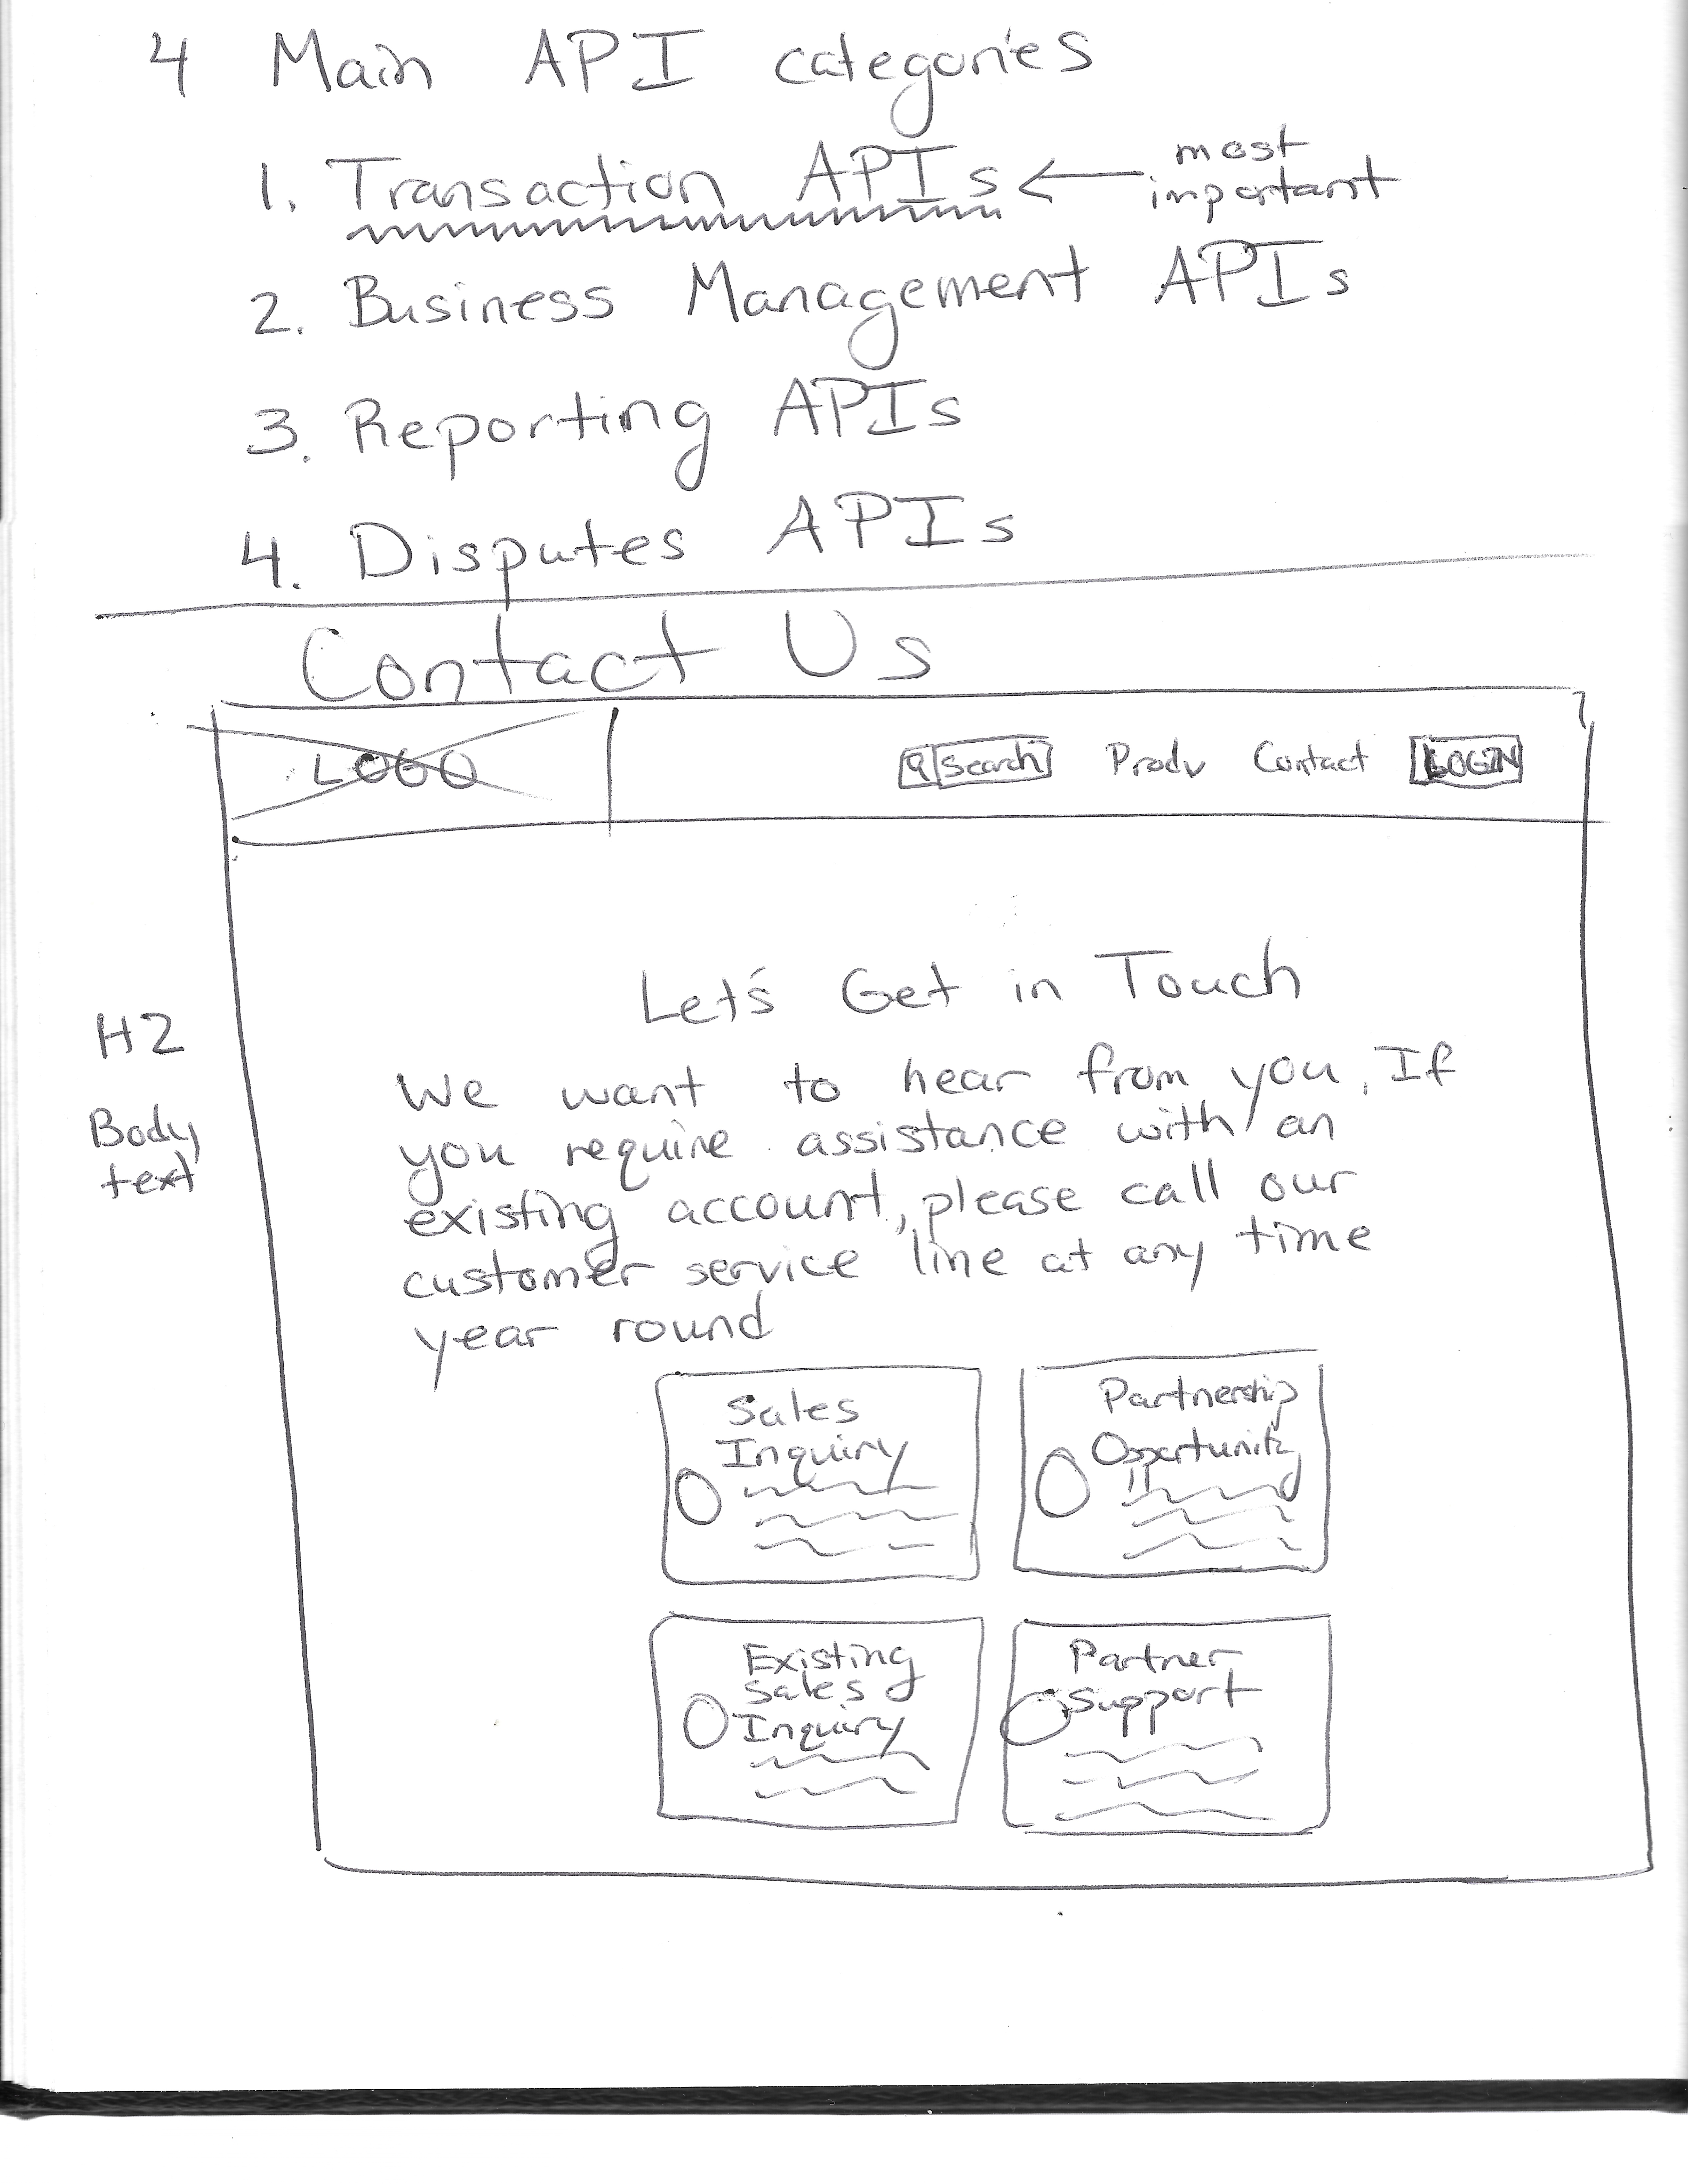 4 Main API categories
1. Transaction APIs ← most important
2. Business Management APIs
3. Reporting APIs
4. Disputes APIs
Contact Us
LOGO
Search Produ Contact LOGIN
Let's Get in Touch
H2
We want to hear from you. If
you require assistance with an
Body
text
existing account, please call our
customer service line at any time
year round
Sales
Inquiry
Partnership
Opportunity
Existing
Sales
Inquiry
Partner
Support